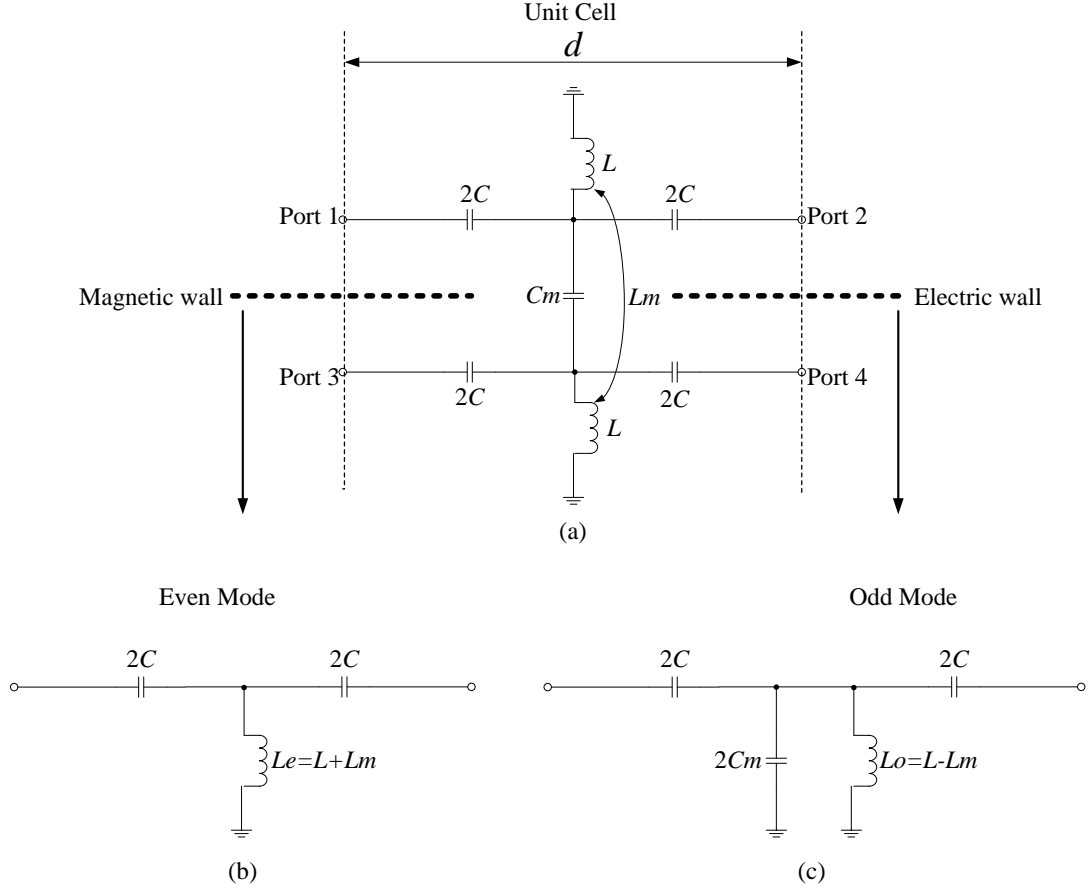 Unit Cell
d
L
2C
2C
Port 1
Port 2
Magnetic wall
Cm
Lm
Electric wall
Port 3
Port 4
2C
2C
L
(a)
Even Mode
Odd Mode
2C
2C
2C
2C
Le=L+Lm
2Cm
Lo=L-Lm
(b)
(c)